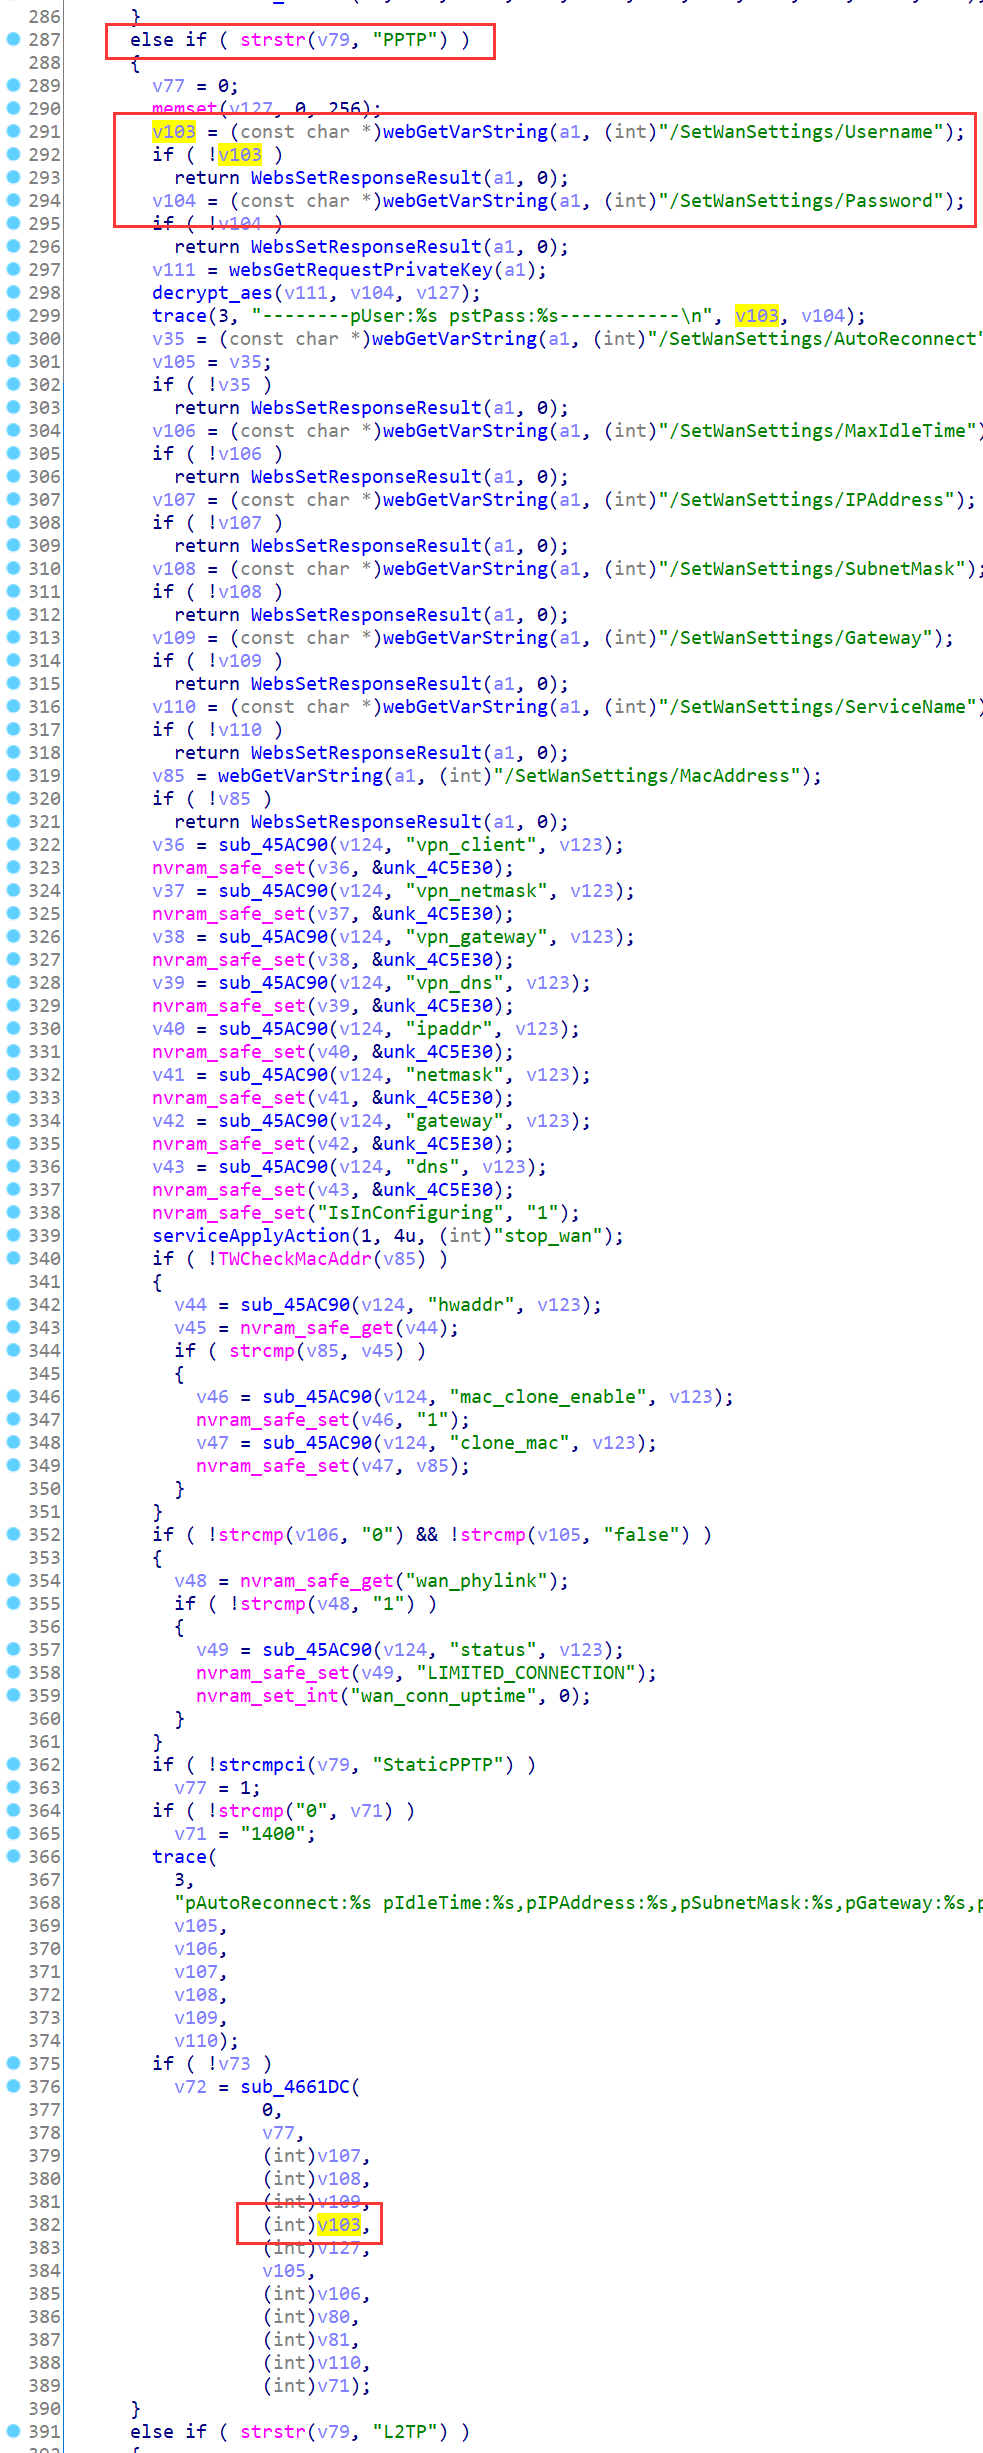 286 }
287 else if ( strstr(v79, "PPTP") )
288 {
289 v77 = 0;
290 memset(v127, 0, 256);
291 v103 = (const char *)webGetVarString(a1, (int)"/SetWanSettings/Username");
292 if ( !v103 )
293 return WebsSetResponseResult(a1, 0);
294 v104 = (const char *)webGetVarString(a1, (int)"/SetWanSettings/Password");
295 if ( !v104 )
296 return WebsSetResponseResult(a1, 0);
297 v111 = websGetRequestPrivateKey(a1);
298 decrypt_aes(v111, v104, v127);
299 trace(3, "--------pUser:%s pstPass:%s-----------\n", v103, v104);
300 v35 = (const char *)webGetVarString(a1, (int)"/SetWanSettings/AutoReconnect"
301 v105 = v35;
302 if ( !v35 )
303 return WebsSetResponseResult(a1, 0);
304 v106 = (const char *)webGetVarString(a1, (int)"/SetWanSettings/MaxIdleTime")
305 if ( !v106 )
306 return WebsSetResponseResult(a1, 0);
307 v107 = (const char *)webGetVarString(a1, (int)"/SetWanSettings/IPAddress");
308 if ( !v107 )
309 return WebsSetResponseResult(a1, 0);
310 v108 = (const char *)webGetVarString(a1, (int)"/SetWanSettings/SubnetMask");
311 if ( !v108 )
312 return WebsSetResponseResult(a1, 0);
313 v109 = (const char *)webGetVarString(a1, (int)"/SetWanSettings/Gateway");
314 if ( !v109 )
315 return WebsSetResponseResult(a1, 0);
316 v110 = (const char *)webGetVarString(a1, (int)"/SetWanSettings/ServiceName")
317 if ( !v110 )
318 return WebsSetResponseResult(a1, 0);
319 v85 = webGetVarString(a1, (int)"/SetWanSettings/MacAddress");
320 if ( !v85 )
321 return WebsSetResponseResult(a1, 0);
322 v36 = sub_45AC90(v124, "vpn_client", v123);
323 nvram_safe_set(v36, &unk_4C5E30);
324 v37 = sub_45AC90(v124, "vpn_netmask", v123);
325 nvram_safe_set(v37, &unk_4C5E30);
326 v38 = sub_45AC90(v124, "vpn_gateway", v123);
327 nvram_safe_set(v38, &unk_4C5E30);
328 v39 = sub_45AC90(v124, "vpn_dns", v123);
329 nvram_safe_set(v39, &unk_4C5E30);
330 v40 = sub_45AC90(v124, "ipaddr", v123);
331 nvram_safe_set(v40, &unk_4C5E30);
332 v41 = sub_45AC90(v124, "netmask", v123);
333 nvram_safe_set(v41, &unk_4C5E30);
334 v42 = sub_45AC90(v124, "gateway", v123);
335 nvram_safe_set(v42, &unk_4C5E30);
336 v43 = sub_45AC90(v124, "dns", v123);
337 nvram_safe_set(v43, &unk_4C5E30);
338 nvram_safe_set("IsInConfiguring", "1");
339 serviceApplyAction(1, 4u, (int)"stop_wan");
340 if ( !TWCheckMacAddr(v85) )
341 {
342 v44 = sub_45AC90(v124, "hwaddr", v123);
343 v45 = nvram_safe_get(v44);
344 if ( strcmp(v85, v45) )
345 {
346 v46 = sub_45AC90(v124, "mac_clone_enable", v123);
347 nvram_safe_set(v46, "1");
348 v47 = sub_45AC90(v124, "clone_mac", v123);
349 nvram_safe_set(v47, v85);
350 }
351 }
352 if ( !strcmp(v106, "0") && !strcmp(v105, "false") )
353 {
354 v48 = nvram_safe_get("wan_phylink");
355 if ( !strcmp(v48, "1") )
356 {
357 v49 = sub_45AC90(v124, "status", v123);
358 nvram_safe_set(v49, "LIMITED_CONNECTION");
359 nvram_set_int("wan_conn_uptime", 0);
360 }
361 }
362 if ( !strcmpci(v79, "StaticPPTP") )
363 v77 = 1;
364 if ( !strcmp("0", v71) )
365 v71 = "1400";
366 trace(
367 3,
368 "pAutoReconnect:%s pIdleTime:%s,pIPAddress:%s,pSubnetMask:%s,pGateway:%s,p
369 v105,
370 v106,
371 v107,
372 v108,
373 v109,
374 v110);
375 if ( !v73 )
376 v72 = sub_4661DC(
377 0,
378 v77,
379 (int)v107,
380 (int)v108,
381 (int)v109,
382 (int)v103,
383 (int)v127,
384 v105,
385 (int)v106,
386 (int)v80,
387 (int)v81,
388 (int)v110,
389 (int)v71);
390 }
391 else if ( strstr(v79, "L2TP") )